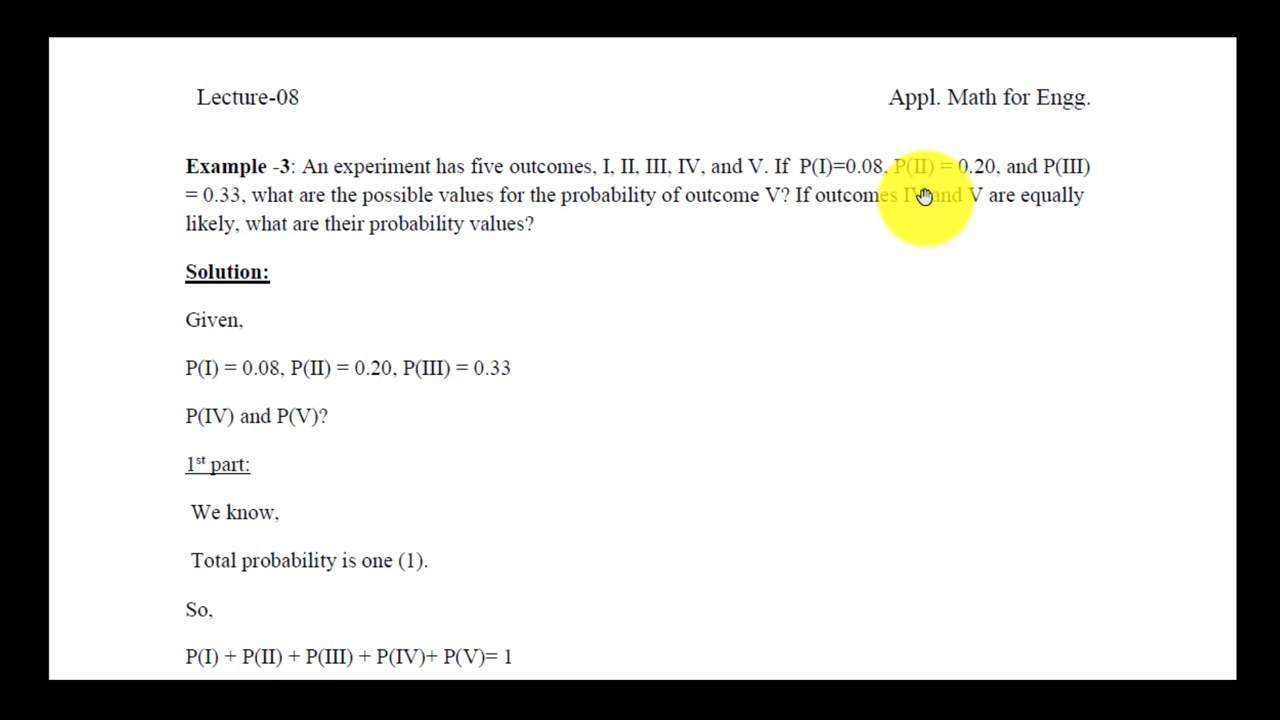 Lecture-08 Appl. Math for Engg.
Example -3: An experiment has five outcomes, I, II, III, IV, and V. If P(I)=0.08, P(II) = 0.20, and P(III)
= 0.33, what are the possible values for the probability of outcome V? If outcomes IV and V are equally
likely, what are their probability values?
Solution:
Given,
P(I) = 0.08, P(II) = 0.20, P(III) = 0.33
P(IV) and P(V)?
1st part:
We know,
Total probability is one (1).
So,
P(I) + P(II) + P(III) + P(IV)+ P(V)= 1